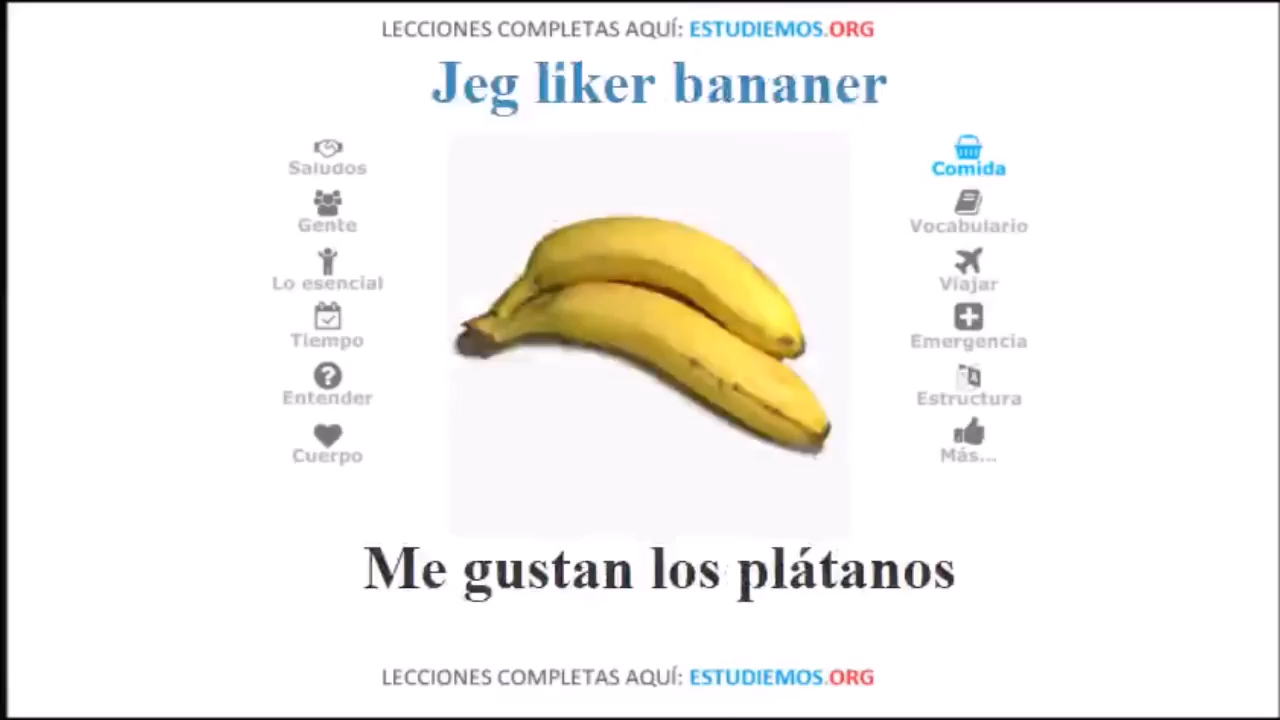 LECCIONES COMPLETAS AQUÍ: ESTUDIEMOS.ORG
Jeg liker bananer
Saludos
Gente
Lo esencial
Tiempo
Entender
Cuerpo
Comida
Vocabulario
Viajar
Emergencia
Estructura
Más...
Me gustan los plátanos
LECCIONES COMPLETAS AQUÍ: ESTUDIEMOS.ORG